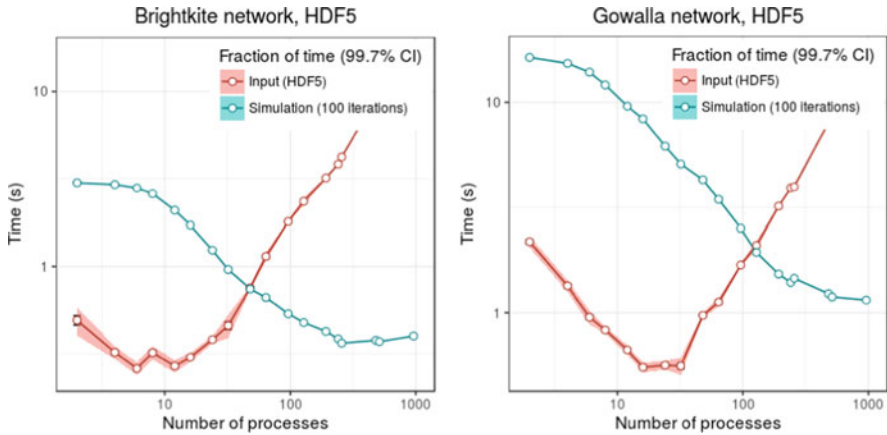 Brightkite network, HDF5
Fraction of time (99.7% CI)
Input (HDF5)
Simulation (100 iterations)
10
1
Time (s)
10
100
1000
Number of processes
Gowalla network, HDF5
Fraction of time (99.7% CI)
Input (HDF5)
Simulation (100 iterations)
10
1
Time (s)
10
100
1000
Number of processes